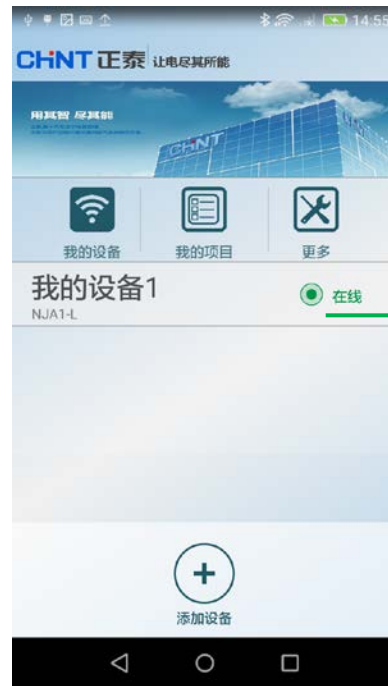 14:55
CHiNT 正泰 让电尽其所能
用其智 尽其能
CHNT
我的设备
我的项目
更多
我的设备1
在线
NJA1-L
添加设备